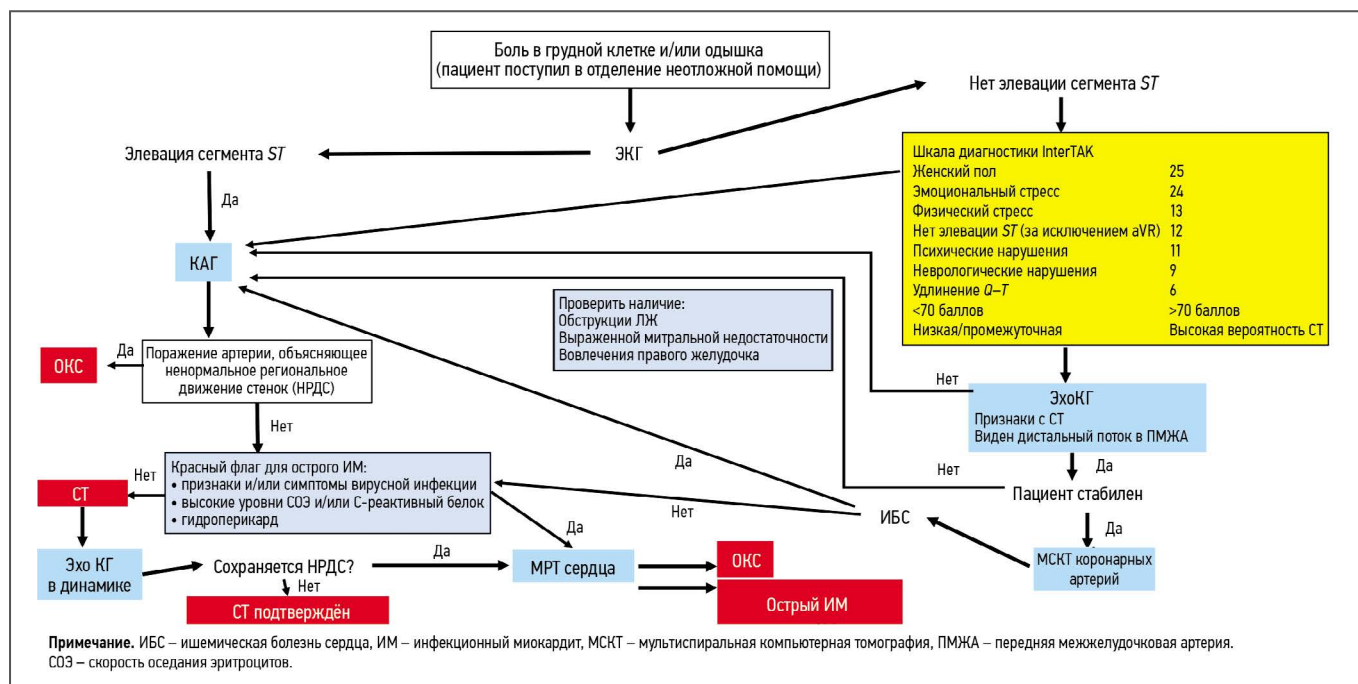 Боль в грудной клетке и/или одышка
(пациент поступил в отделение неотложной помощи)
Нет элевации сегмента ST
Элевация сегмента ST
ЭКГ
Да
Шкала диагностики InterTAK
Женский пол 25
Эмоциональный стресс 24
Физический стресс 13
Нет элевации ST (за исключением aVR) 12
Психические нарушения 11
Неврологические нарушения 9
Удлинение Q–T 6
<70 баллов >70 баллов
Низкая/промежуточная Высокая вероятность СТ
КАГ
Проверить наличие:
Обструкции ЛЖ
Выраженной митральной недостаточности
Вовлечения правого желудочка
ОКС
Да
Поражение артерии, объясняющее
ненормальное региональное
движение стенок (НРДС)
Нет
Нет
ЭхоКГ
Признаки с СТ
Виден дистальный поток в ПМЖА
Да
Нет
Пациент стабилен
Да
МСКТ коронарных
артерий
ИБС
Да
Нет
Красный флаг для острого ИМ:
• признаки и/или симптомы вирусной инфекции
• высокие уровни СОЭ и/или С-реактивный белок
• гидроперикард
Нет
СТ
Да
Эхо КГ
в динамике
Сохраняется НРДС?
Да
Нет
СТ подтверждён
МРТ сердца
ОКС
Острый ИМ
Примечание. ИБС – ишемическая болезнь сердца, ИМ – инфекционный миокардит, МСКТ – мультиспиральная компьютерная томография, ПМЖА – передняя межжелудочковая артерия.
СОЭ – скорость оседания эритроцитов.